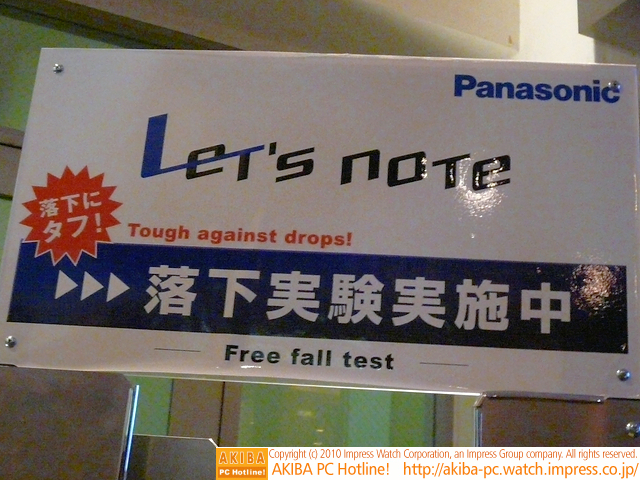 Panasonic
Let's note
落下に
タフ!
Tough against drops!
落下実験実施中
Free fall test
AKIBA
PC Hotline!
Copyright (c) 2010 Impress Watch Corporation, an Impress Group company. All rights reserved.
AKIBA PC Hotline! http://akiba-pc.watch.impress.co.jp/